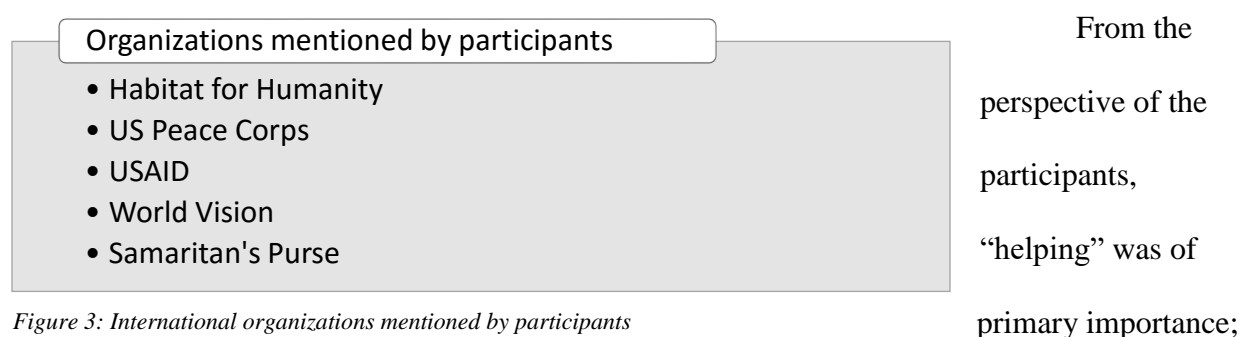 Organizations mentioned by participants
• Habitat for Humanity
• US Peace Corps
• USAID
• World Vision
• Samaritan's Purse
Figure 3: International organizations mentioned by participants
From the
perspective of the
participants,
“helping” was of
primary importance;